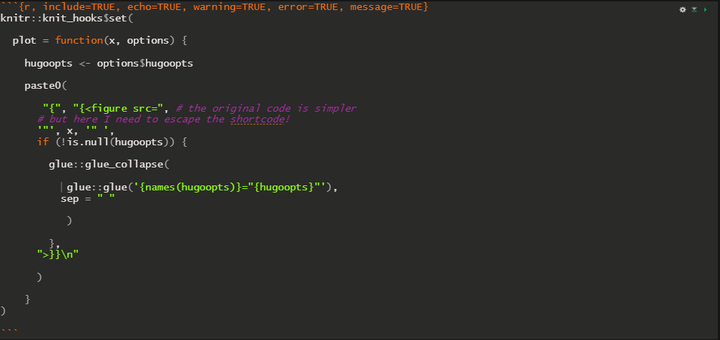 ```{r, include=TRUE, echo=TRUE, warning=TRUE, error=TRUE, message=TRUE}
knitr::knit_hooks$set(
plot = function(x, options) {
hugoopts <- options$hugoopts
paste0(
"{", "{<figure src=", # the original code is simpler
# but here I need to escape the shortcode!
'"', x, '" ',
if (!is.null(hugoopts)) {
glue::glue_collapse(
glue::glue('{names(hugoopts)}="{hugoopts}"'),
sep = " "
)
},
">}}\n"
)
}
)
```